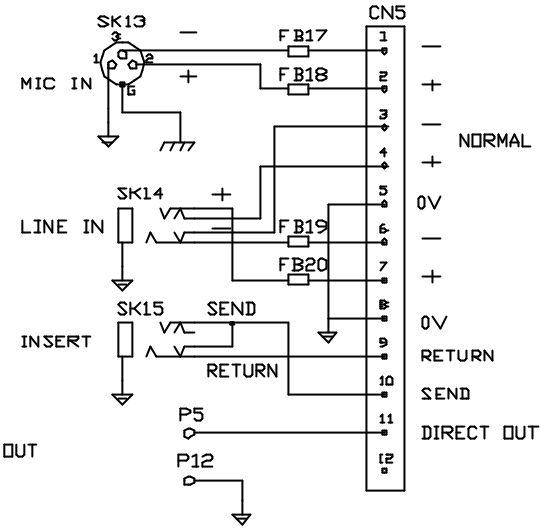 SK13
3
1
2
G
MIC IN
−
+
FB17
FB18
CN5
1
−
2
+
3
−
NORMAL
4
+
5
0V
SK14
+
−
LINE IN
FB19
6
−
FB20
7
+
8
0V
SK15
SEND
INSERT
RETURN
9
RETURN
10
SEND
P5
11
DIRECT OUT
OUT
P12
12